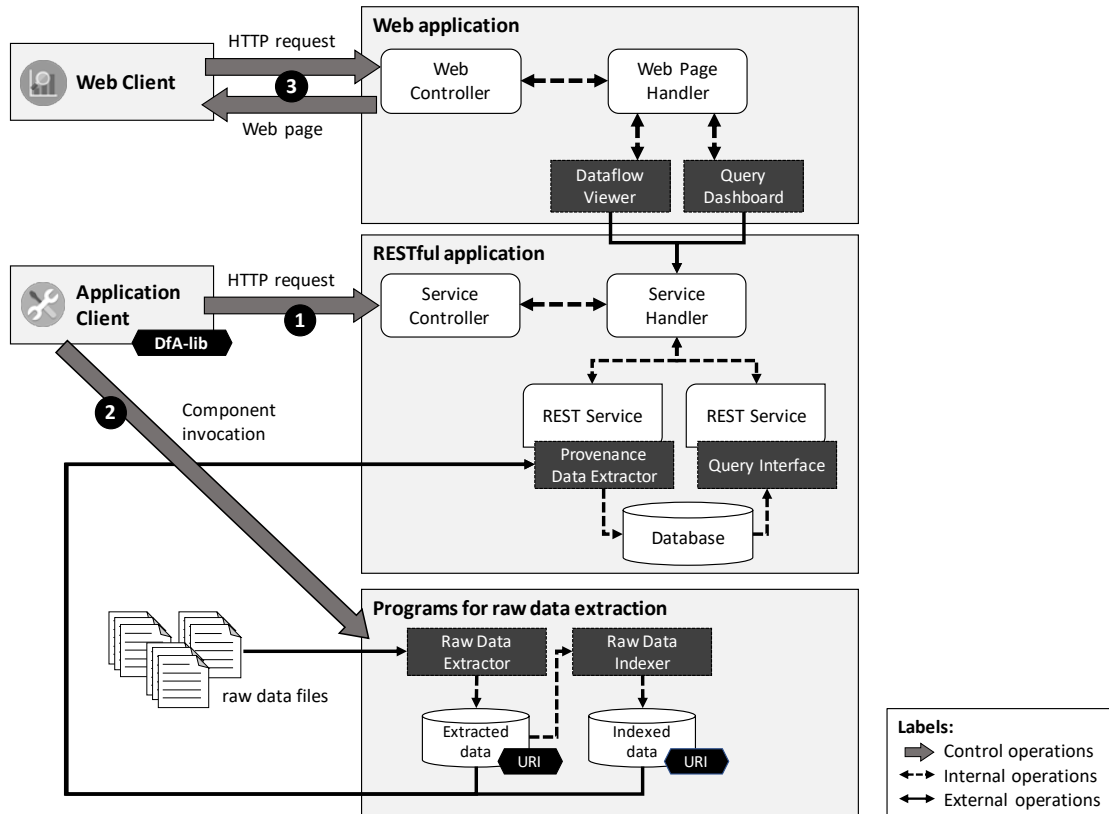 Web application
HTTP request
Web Client
3
Web page
Web
Controller
Web Page
Handler
Dataflow
Viewer
Query
Dashboard
RESTful application
HTTP request
Application
Client
DfA-lib
1
Service
Controller
Service
Handler
2
Component
invocation
REST Service
REST Service
Provenance
Data Extractor
Query Interface
Database
Programs for raw data extraction
Raw Data
Extractor
Raw Data
Indexer
raw data files
Extracted
data
URI
Indexed
data
URI
Labels:
Control operations
Internal operations
External operations